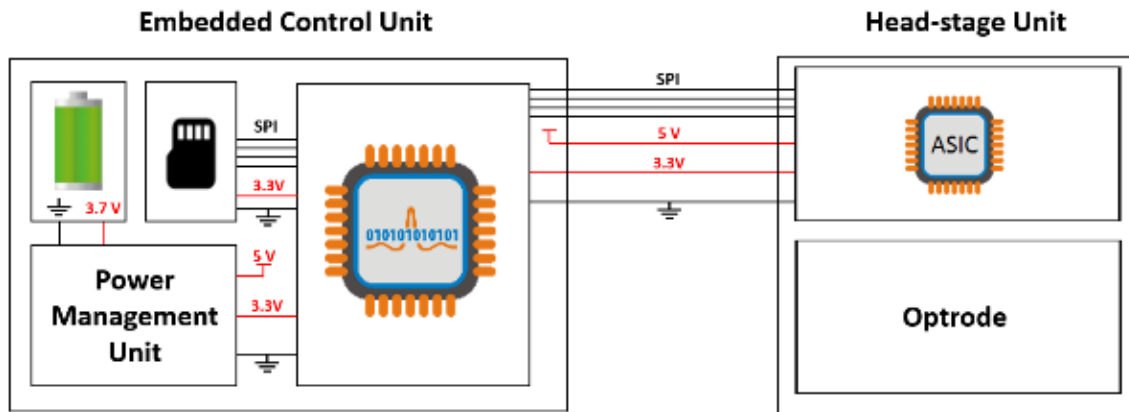 Embedded Control Unit
Head-stage Unit
SPI
SPI
5 V
3.3V
3.3V
3.7 V
ASIC
010101010101
5 V
3.3V
Power
Management
Unit
Optrode